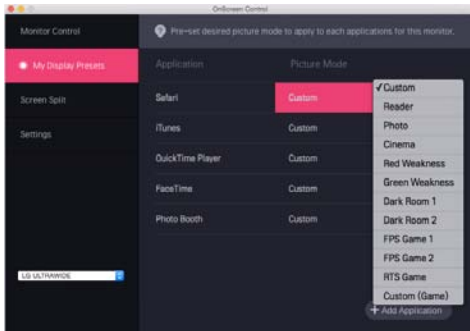 OnScreen Control
Monitor Control
Pre-set desired picture mode to apply to each applications for this monitor.
My Display Presets
Application Picture Mode
Screen Split
Settings
Safari Custom
iTunes Custom
QuickTime Player Custom
FaceTime Custom
Photo Booth Custom
✓ Custom
Reader
Photo
Cinema
Red Weakness
Green Weakness
Dark Room 1
Dark Room 2
FPS Game 1
FPS Game 2
RTS Game
Custom (Game)
LG ULTRAWIDE
+ Add Application